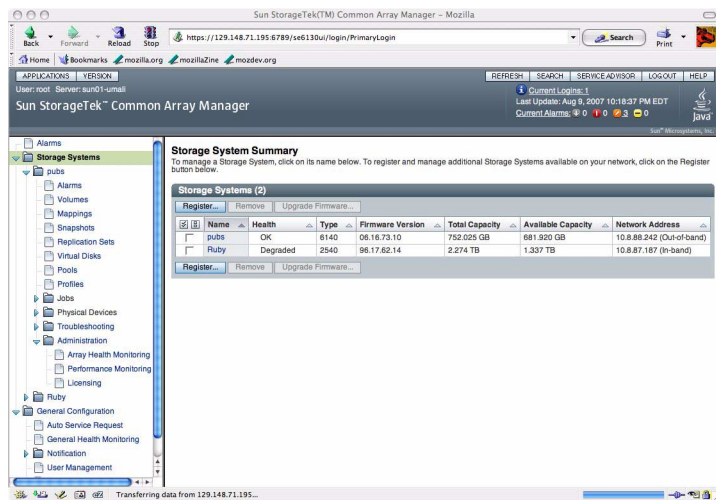 Sun StorageTek(TM) Common Array Manager – Mozilla
Back Forward Reload Stop https://129.148.71.195:6789/se6130ui/login/PrimaryLogin Search Print
Home Bookmarks mozilla.org mozillaZine mozdev.org
APPLICATIONS VERSION REFRESH SEARCH SERVICE ADVISOR LOG OUT HELP
User: root Server: sun01-umali Current Logins: 1
Sun StorageTek™ Common Array Manager Last Update: Aug 9, 2007 10:18:37 PM EDT
Current Alarms: 0 0 3 0
Java
Sun™ Microsystems, Inc.
Alarms
Storage Systems
pubs
Alarms
Volumes
Mappings
Snapshots
Replication Sets
Virtual Disks
Pools
Profiles
Jobs
Physical Devices
Troubleshooting
Administration
Array Health Monitoring
Performance Monitoring
Licensing
Ruby
General Configuration
Auto Service Request
General Health Monitoring
Notification
User Management
Storage System Summary
To manage a Storage System, click on its name below. To register and manage additional Storage Systems available on your network, click on the Register
button below.
Storage Systems (2)
Register... Remove Upgrade Firmware...
Name Health Type Firmware Version Total Capacity Available Capacity Network Address
pubs OK 6140 06.16.73.10 752.025 GB 681.920 GB 10.8.88.242 (Out-of-band)
Ruby Degraded 2540 96.17.62.14 2.274 TB 1.337 TB 10.8.87.187 (In-band)
Register... Remove Upgrade Firmware...
Transferring data from 129.148.71.195...